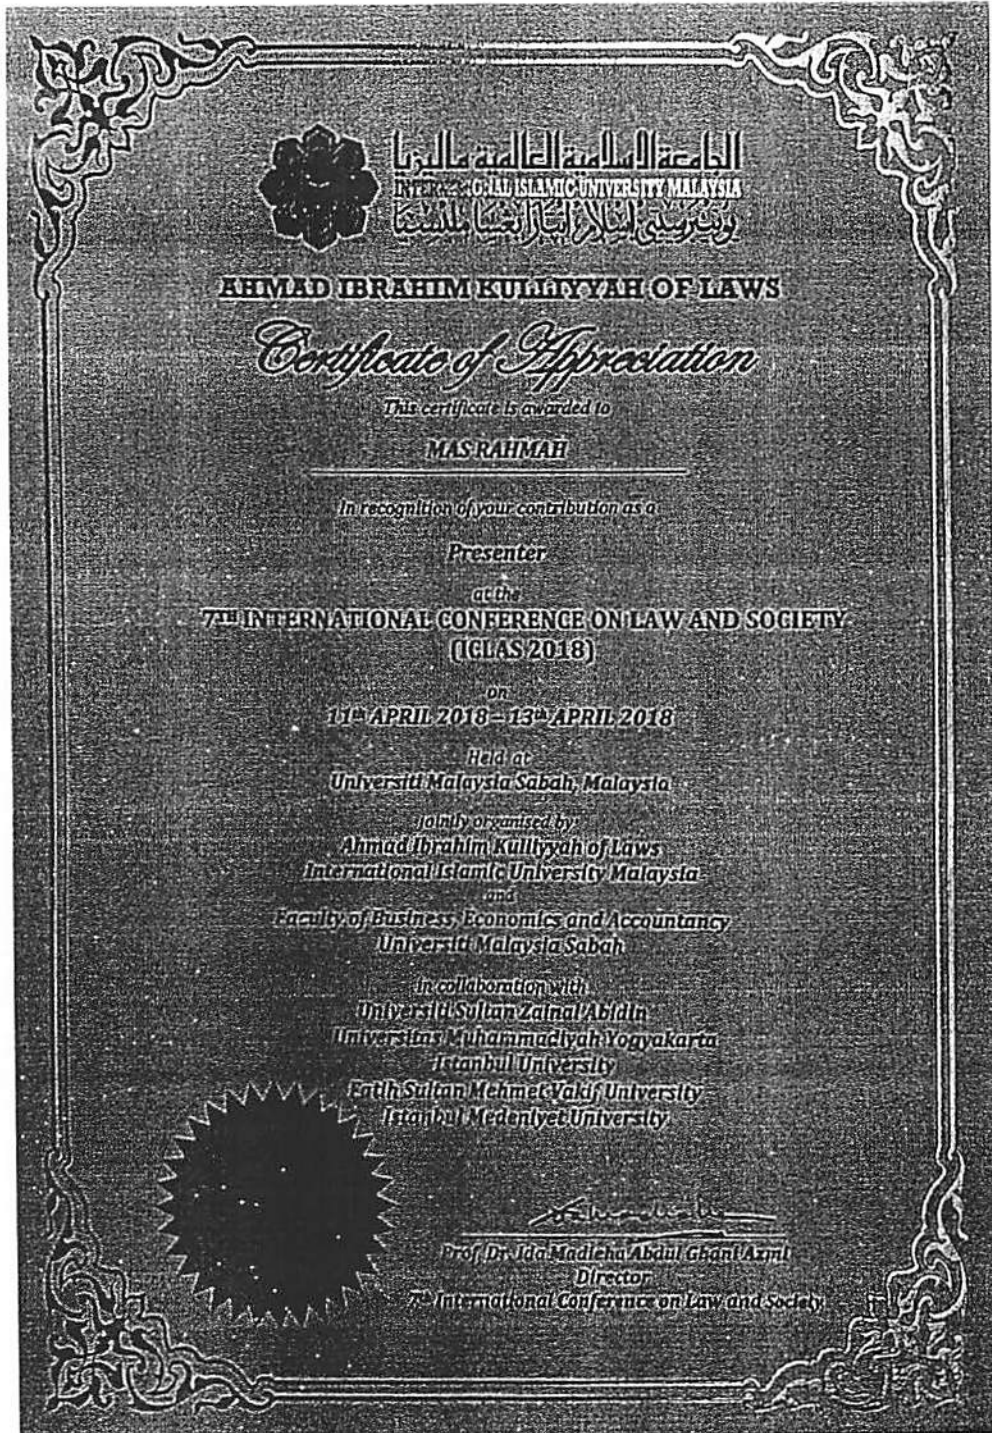 الجامعة الإسلامية العالمية ماليزيا
INTERNATIONAL ISLAMIC UNIVERSITY MALAYSIA
يونيورسيتي اسلام انتارابغسا مليسيا
AHMAD IBRAHIM KULLIYYAH OF LAWS
Certificate of Appreciation
This certificate is awarded to
MAS RAHMAH
In recognition of your contribution as a
Presenter
at the
7TH INTERNATIONAL CONFERENCE ON LAW AND SOCIETY
(ICLAS 2018)
on
11th APRIL 2018 – 13th APRIL 2018
Held at
Universiti Malaysia Sabah, Malaysia
Jointly organised by:
Ahmad Ibrahim Kulliyyah of Laws
International Islamic University Malaysia
and
Faculty of Business, Economics and Accountancy
Universiti Malaysia Sabah
In collaboration with
Universiti Sultan Zainal Abidin
Universitas Muhammadiyah Yogyakarta
Istanbul University
Fatih Sultan Mehmet Vakif University
Istanbul Medeniyet University
Prof. Dr. Ida Madieha Abdul Ghani Azmi
Director
7th International Conference on Law and Society